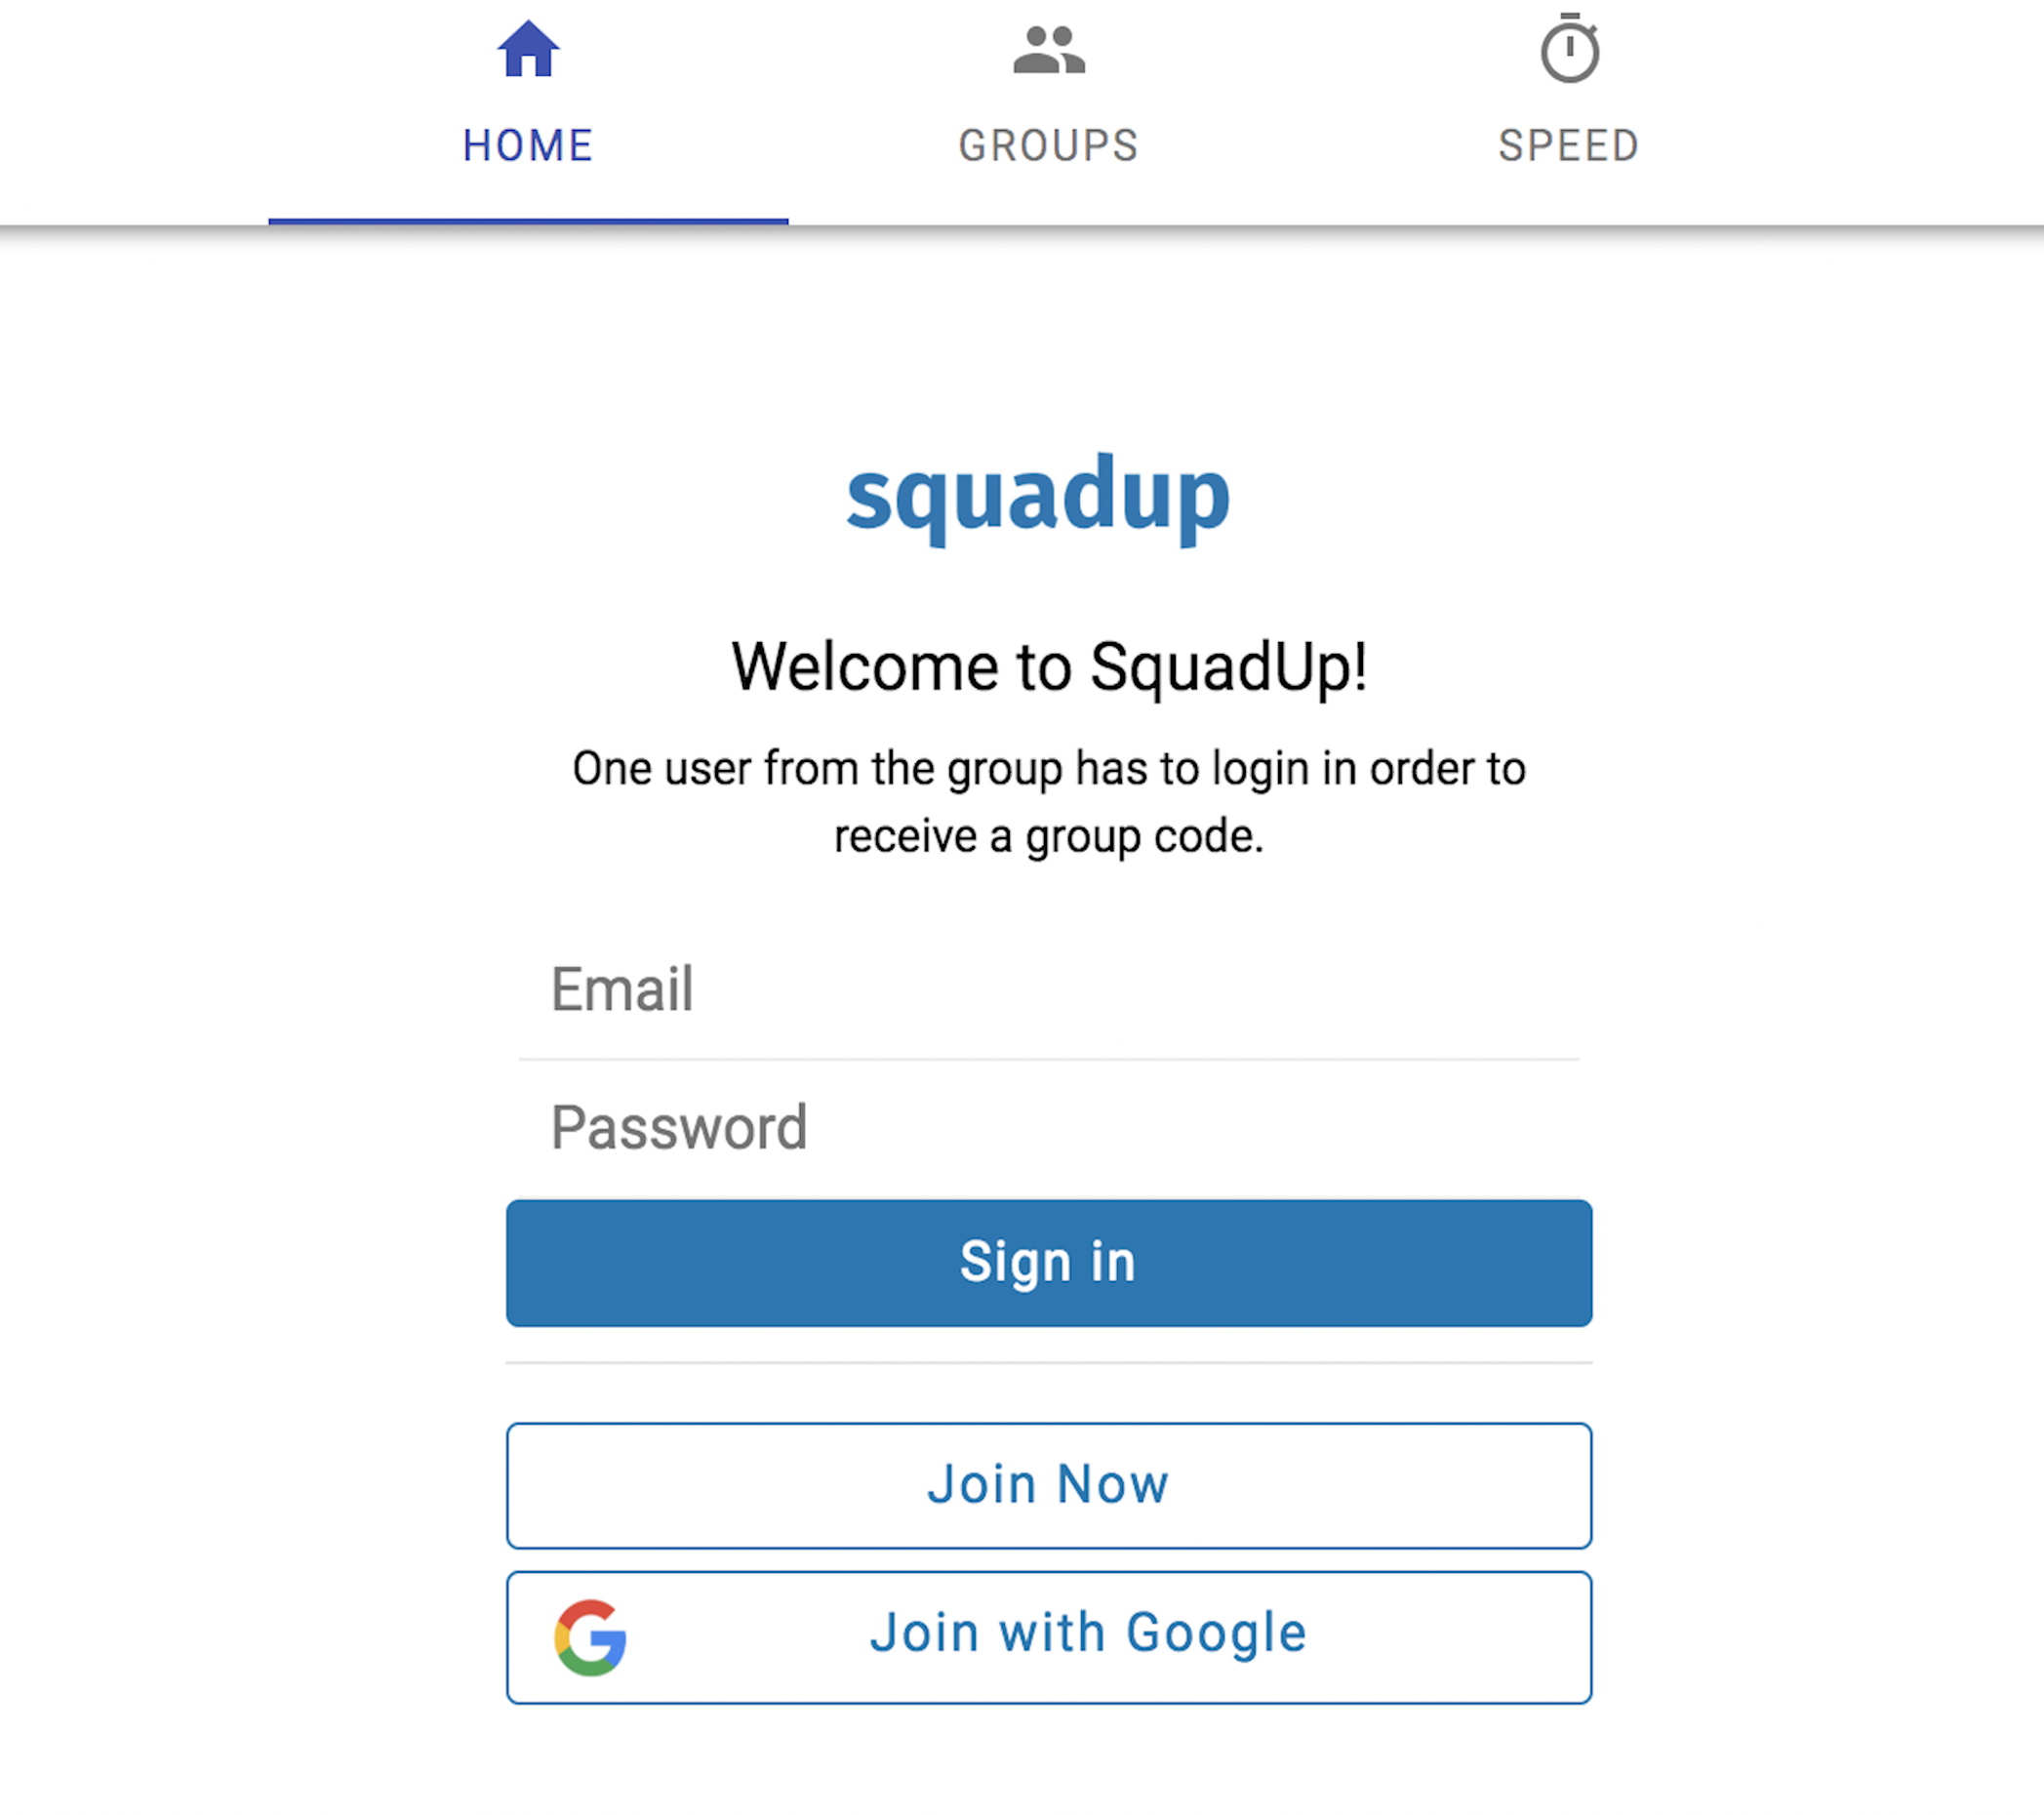 HOME
GROUPS
SPEED
squadup
Welcome to SquadUp!
One user from the group has to login in order to
receive a group code.
Email
Password
Sign in
Join Now
Join with Google